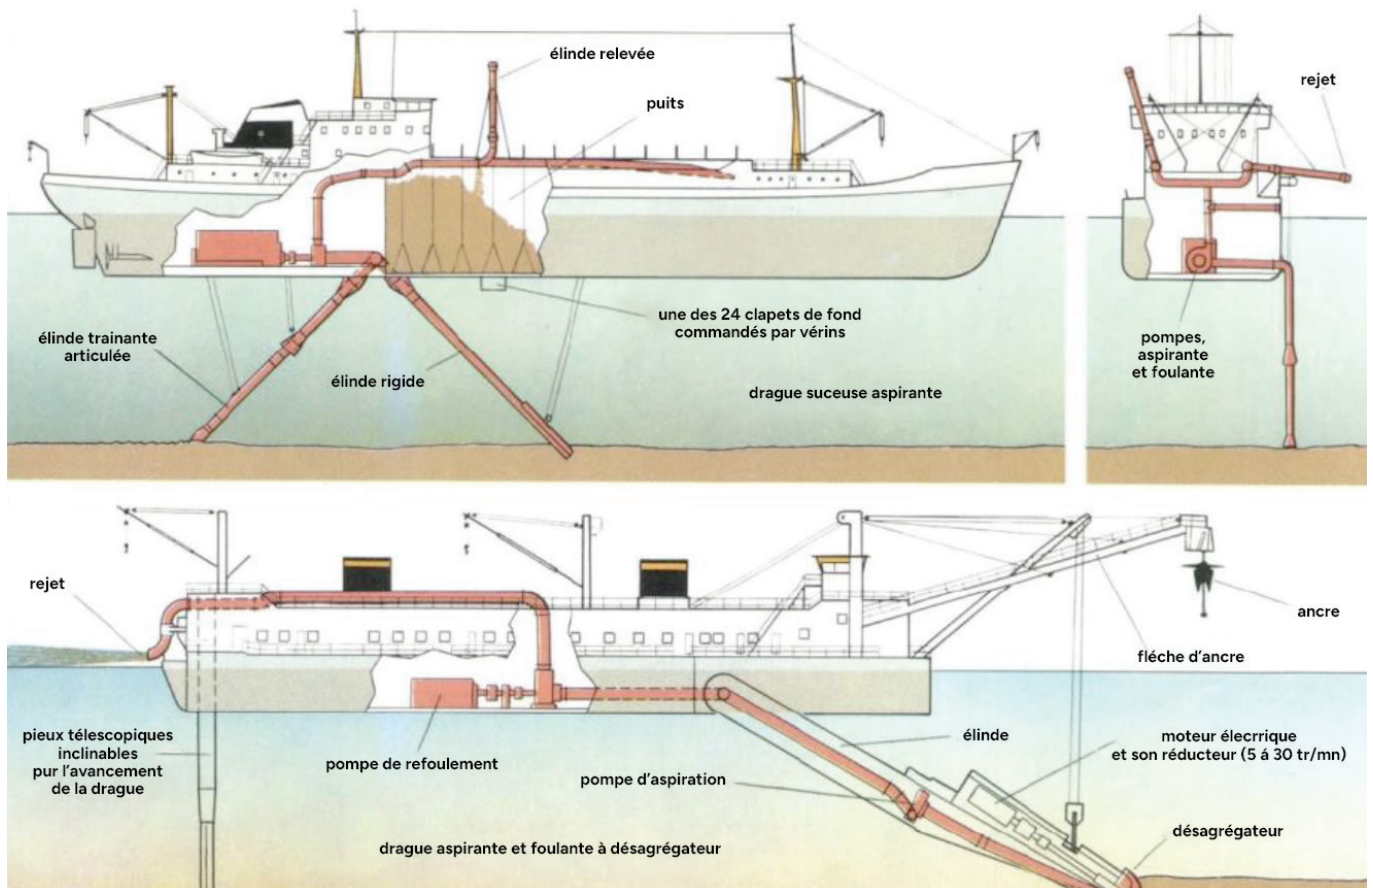 élinde relevée
puits
rejet
élinde trainante
articulée
élinde rigide
une des 24 clapets de fond
commandés par vérins
drague suceuse aspirante
pompes,
aspirante
et foulante
rejet
ancre
fléche d'ancre
pieux télescopiques
inclinables
pur l'avancement
de la drague
pompe de refoulement
élinde
moteur élecrrique
et son réducteur (5 á 30 tr/mn)
pompe d'aspiration
désagrégateur
drague aspirante et foulante à désagrégateur